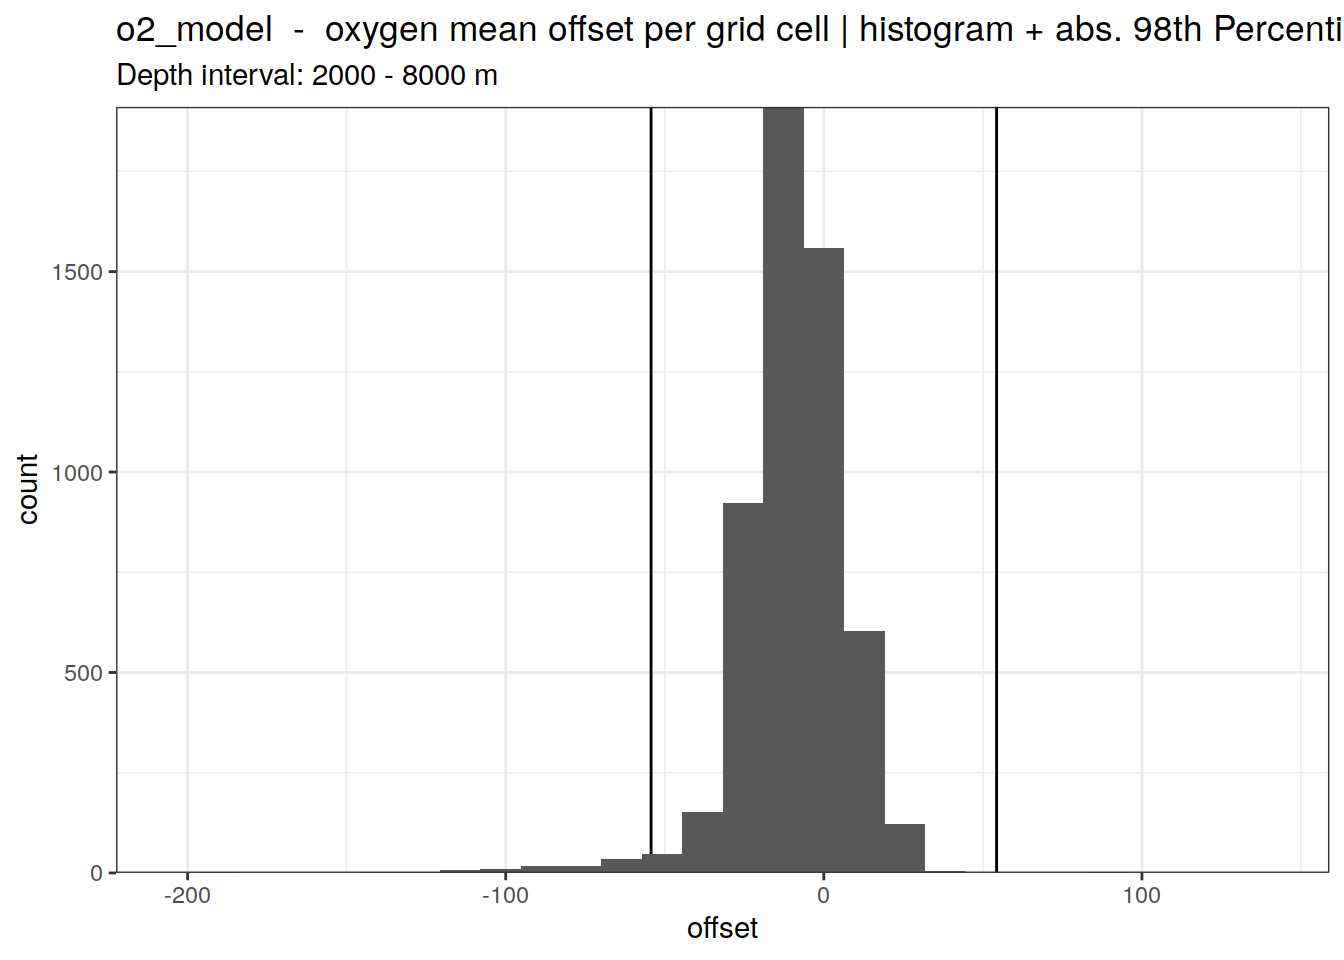 o2_model  -  oxygen mean offset per grid cell | histogram + abs. 98th Percenti
Depth interval: 2000 - 8000 m
1500
1000
500
0
count
-200 -100 0 100
offset